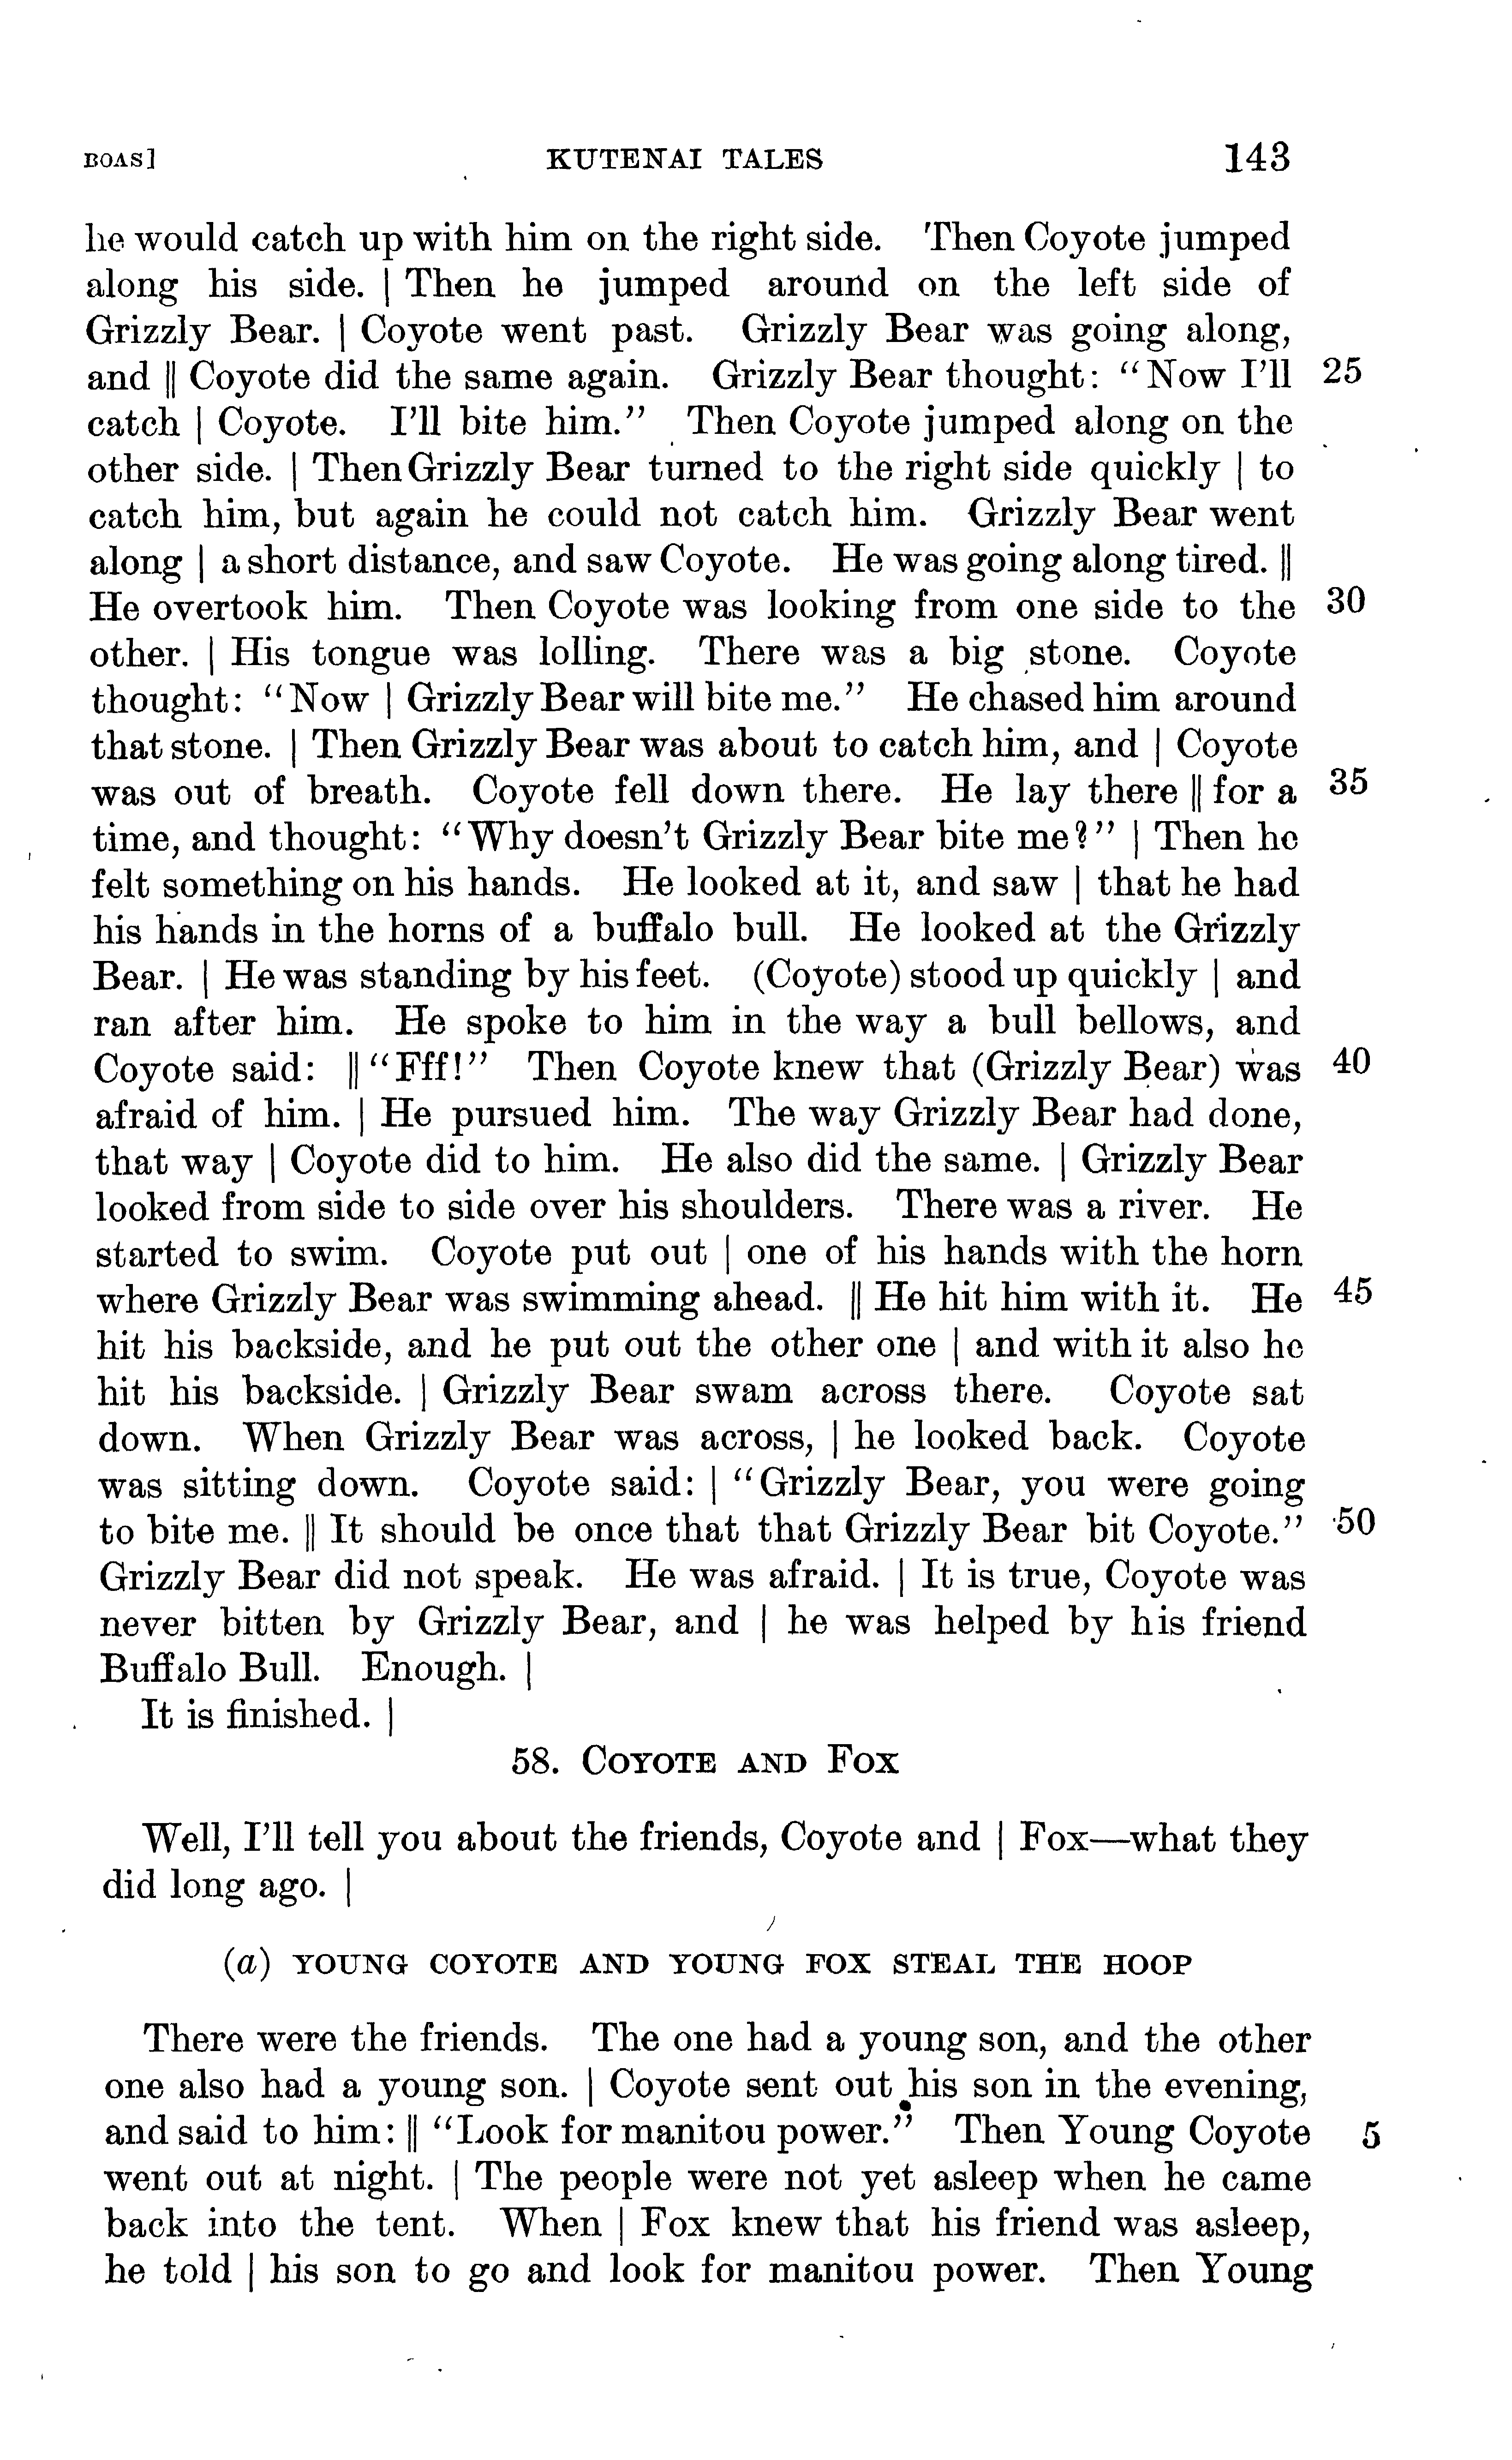 BOAS] KUTENAI TALES 143
he would catch up with him on the right side. Then Coyote jumped
along his side. | Then he jumped around on the left side of
Grizzly Bear. | Coyote went past. Grizzly Bear was going along,
and || Coyote did the same again. Grizzly Bear thought: "Now I'll 25
catch | Coyote. I'll bite him." Then Coyote jumped along on the
other side. | Then Grizzly Bear turned to the right side quickly | to
catch him, but again he could not catch him. Grizzly Bear went
along | a short distance, and saw Coyote. He was going along tired. ||
He overtook him. Then Coyote was looking from one side to the 30
other. | His tongue was lolling. There was a big stone. Coyote
thought: "Now | Grizzly Bear will bite me." He chased him around
that stone. | Then Grizzly Bear was about to catch him, and | Coyote
was out of breath. Coyote fell down there. He lay there || for a 35
time, and thought: "Why doesn't Grizzly Bear bite me?" | Then he
felt something on his hands. He looked at it, and saw | that he had
his hands in the horns of a buffalo bull. He looked at the Grizzly
Bear. | He was standing by his feet. (Coyote) stood up quickly | and
ran after him. He spoke to him in the way a bull bellows, and
Coyote said: || "Fff!" Then Coyote knew that (Grizzly Bear) was 40
afraid of him. | He pursued him. The way Grizzly Bear had done,
that way | Coyote did to him. He also did the same. | Grizzly Bear
looked from side to side over his shoulders. There was a river. He
started to swim. Coyote put out | one of his hands with the horn
where Grizzly Bear was swimming ahead. || He hit him with it. He 45
hit his backside, and he put out the other one | and with it also he
hit his backside. | Grizzly Bear swam across there. Coyote sat
down. When Grizzly Bear was across, | he looked back. Coyote
was sitting down. Coyote said: | "Grizzly Bear, you were going
to bite me. || It should be once that that Grizzly Bear bit Coyote." 50
Grizzly Bear did not speak. He was afraid. | It is true, Coyote was
never bitten by Grizzly Bear, and | he was helped by his friend
Buffalo Bull. Enough. |
It is finished. |
58. COYOTE AND FOX
Well, I'll tell you about the friends, Coyote and | Fox—what they
did long ago. |
(a) YOUNG COYOTE AND YOUNG FOX STEAL THE HOOP
There were the friends. The one had a young son, and the other
one also had a young son. | Coyote sent out his son in the evening,
and said to him: || "Look for manitou power." Then Young Coyote 5
went out at night. | The people were not yet asleep when he came
back into the tent. When | Fox knew that his friend was asleep,
he told | his son to go and look for manitou power. Then Young